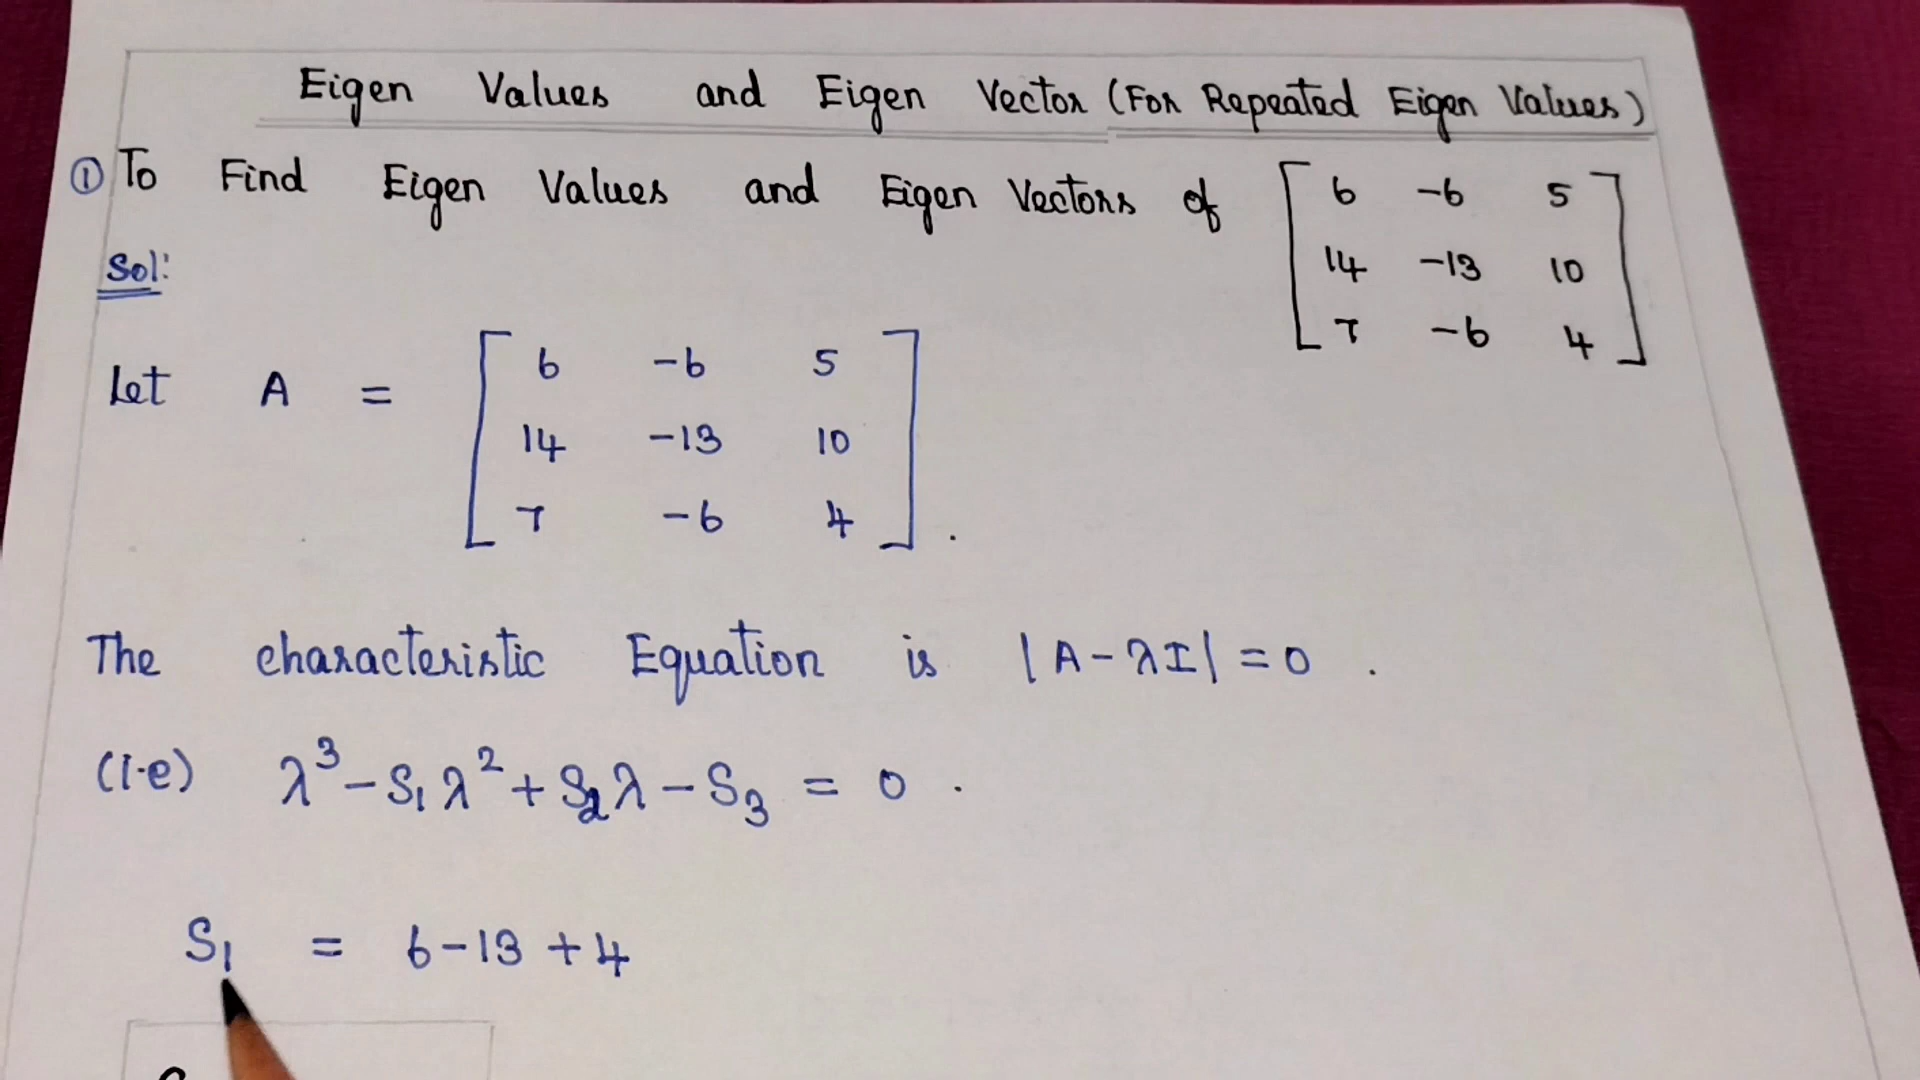 Eigen Values and Eigen Vector (For Repeated Eigen Values)
① To Find Eigen Values and Eigen Vectors of [ 6 -6 5
14 -13 10
7 -6 4 ]
Sol:
Let A = [ 6 -6 5
14 -13 10
7 -6 4 ].
The characteristic Equation is |A-λI| = 0 .
(i.e) λ³ - S₁λ² + S₂λ - S₃ = 0 .
S₁ = 6-13+4